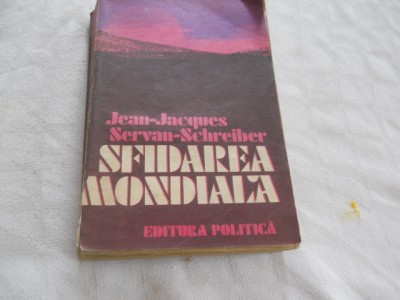 Jean-Jacques
Servan-Schreiber
SFIDAREA
MONDIALĂ
EDITURA POLITICĂ